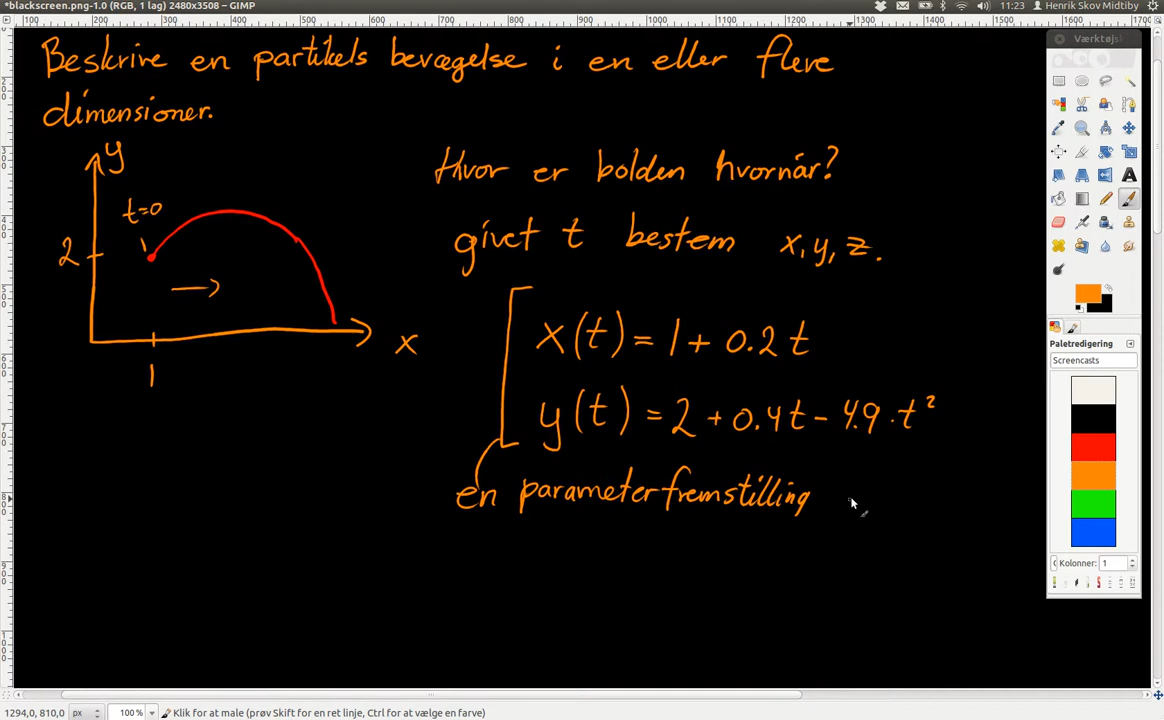 *blackscreen.png-1.0 (RGB, 1 lag) 2480x3508 – GIMP
11:23 Henrik Skov Midtiby
Beskrive en partikels bevægelse i en eller flere
dimensioner.
y
t=0
2
1
x
Hvor er bolden hvornår?
givet t bestem x, y, z.
x(t) = 1 + 0.2 t
y(t) = 2 + 0.4t − 4.9 · t²
en parameterfremstilling
Værktøjs
Paletredigering
Screencasts
Kolonner: 1
1294,0, 810,0 px 100% Klik for at male (prøv Skift for en ret linje, Ctrl for at vælge en farve)